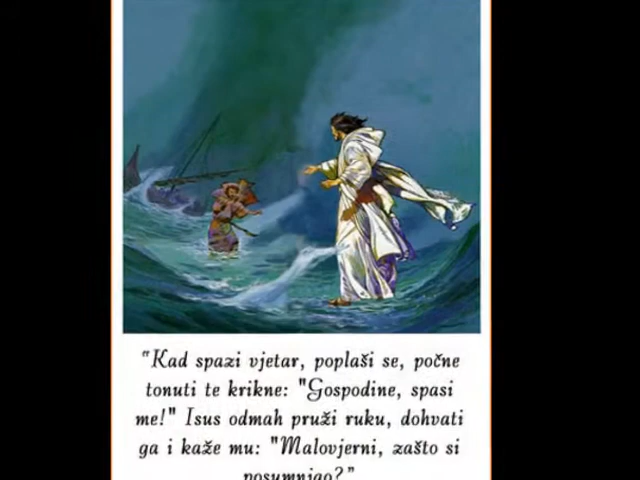 "Kad spazi vjetar, poplaši se, počne
tonuti te krikne: "Gospodine, spasi
me!" Isus odmah pruži ruku, dohvati
ga i kaže mu: "Malovjerni, zašto si
posumnjao?"